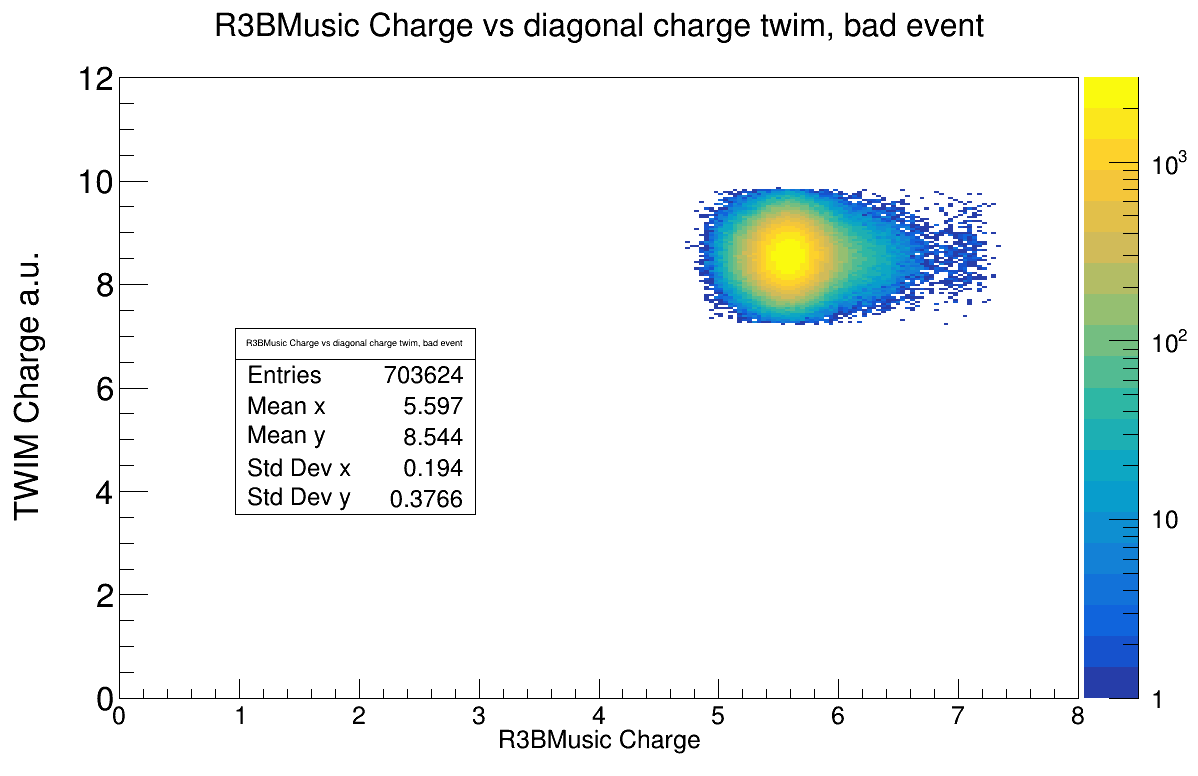 R3BMusic Charge vs diagonal charge twim, bad event
TWIM Charge a.u.
12
10
8
6
4
2
0
R3BMusic Charge vs diagonal charge twim, bad event
Entries 703624
Mean x 5.597
Mean y 8.544
Std Dev x 0.194
Std Dev y 0.3766
0 1 2 3 4 5 6 7 8
R3BMusic Charge
10³
10²
10
1